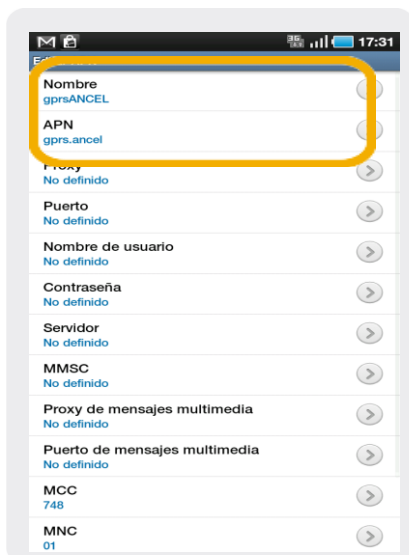 3G
17:31
Nombre
gprsANCEL
APN
gprs.ancel
Proxy
No definido
Puerto
No definido
Nombre de usuario
No definido
Contraseña
No definido
Servidor
No definido
MMSC
No definido
Proxy de mensajes multimedia
No definido
Puerto de mensajes multimedia
No definido
MCC
748
MNC
01